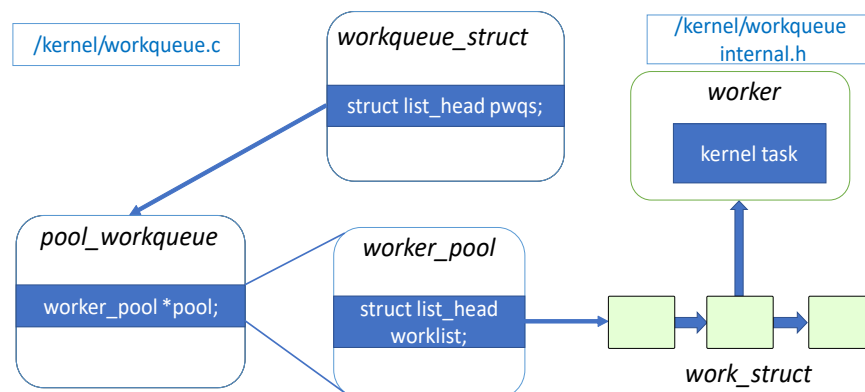 /kernel/workqueue.c
workqueue_struct
struct list_head pwqs;
/kernel/workqueue
internal.h
worker
kernel task
pool_workqueue
worker_pool *pool;
worker_pool
struct list_head
worklist;
work_struct